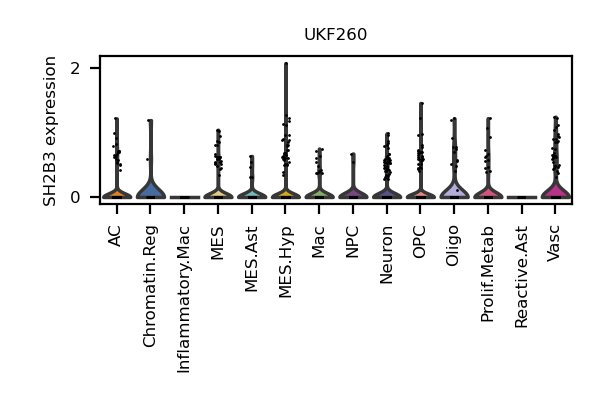 UKF260
SH2B3 expression
2
0
AC
Chromatin.Reg
Inflammatory.Mac
MES
MES.Ast
MES.Hyp
Mac
NPC
Neuron
OPC
Oligo
Prolif.Metab
Reactive.Ast
Vasc